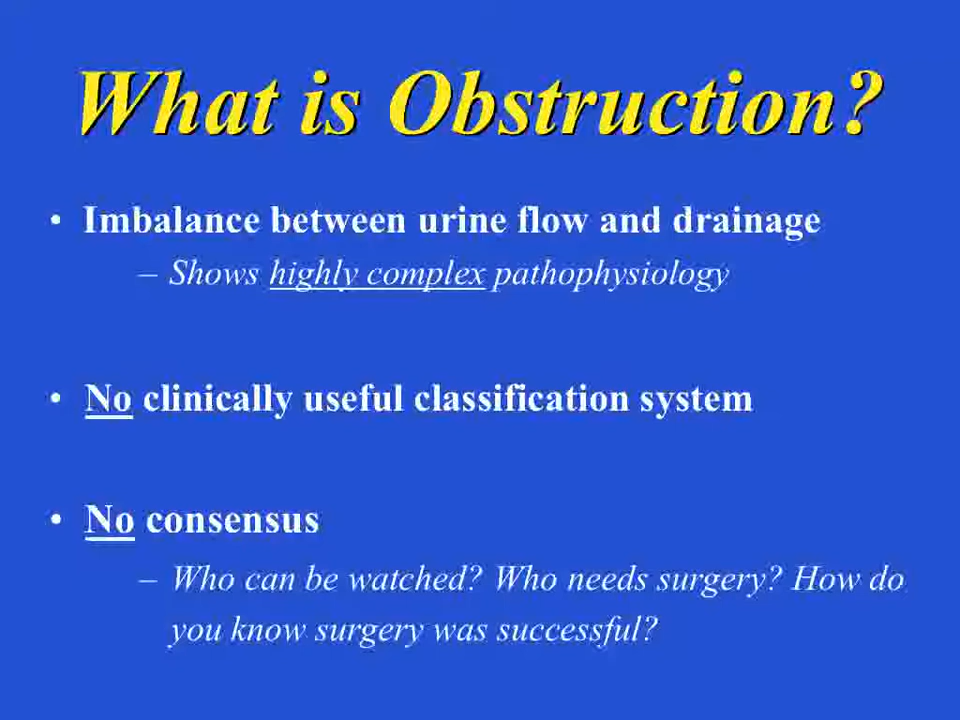 What is Obstruction?
• Imbalance between urine flow and drainage
– Shows highly complex pathophysiology
• No clinically useful classification system
• No consensus
– Who can be watched? Who needs surgery? How do
you know surgery was successful?